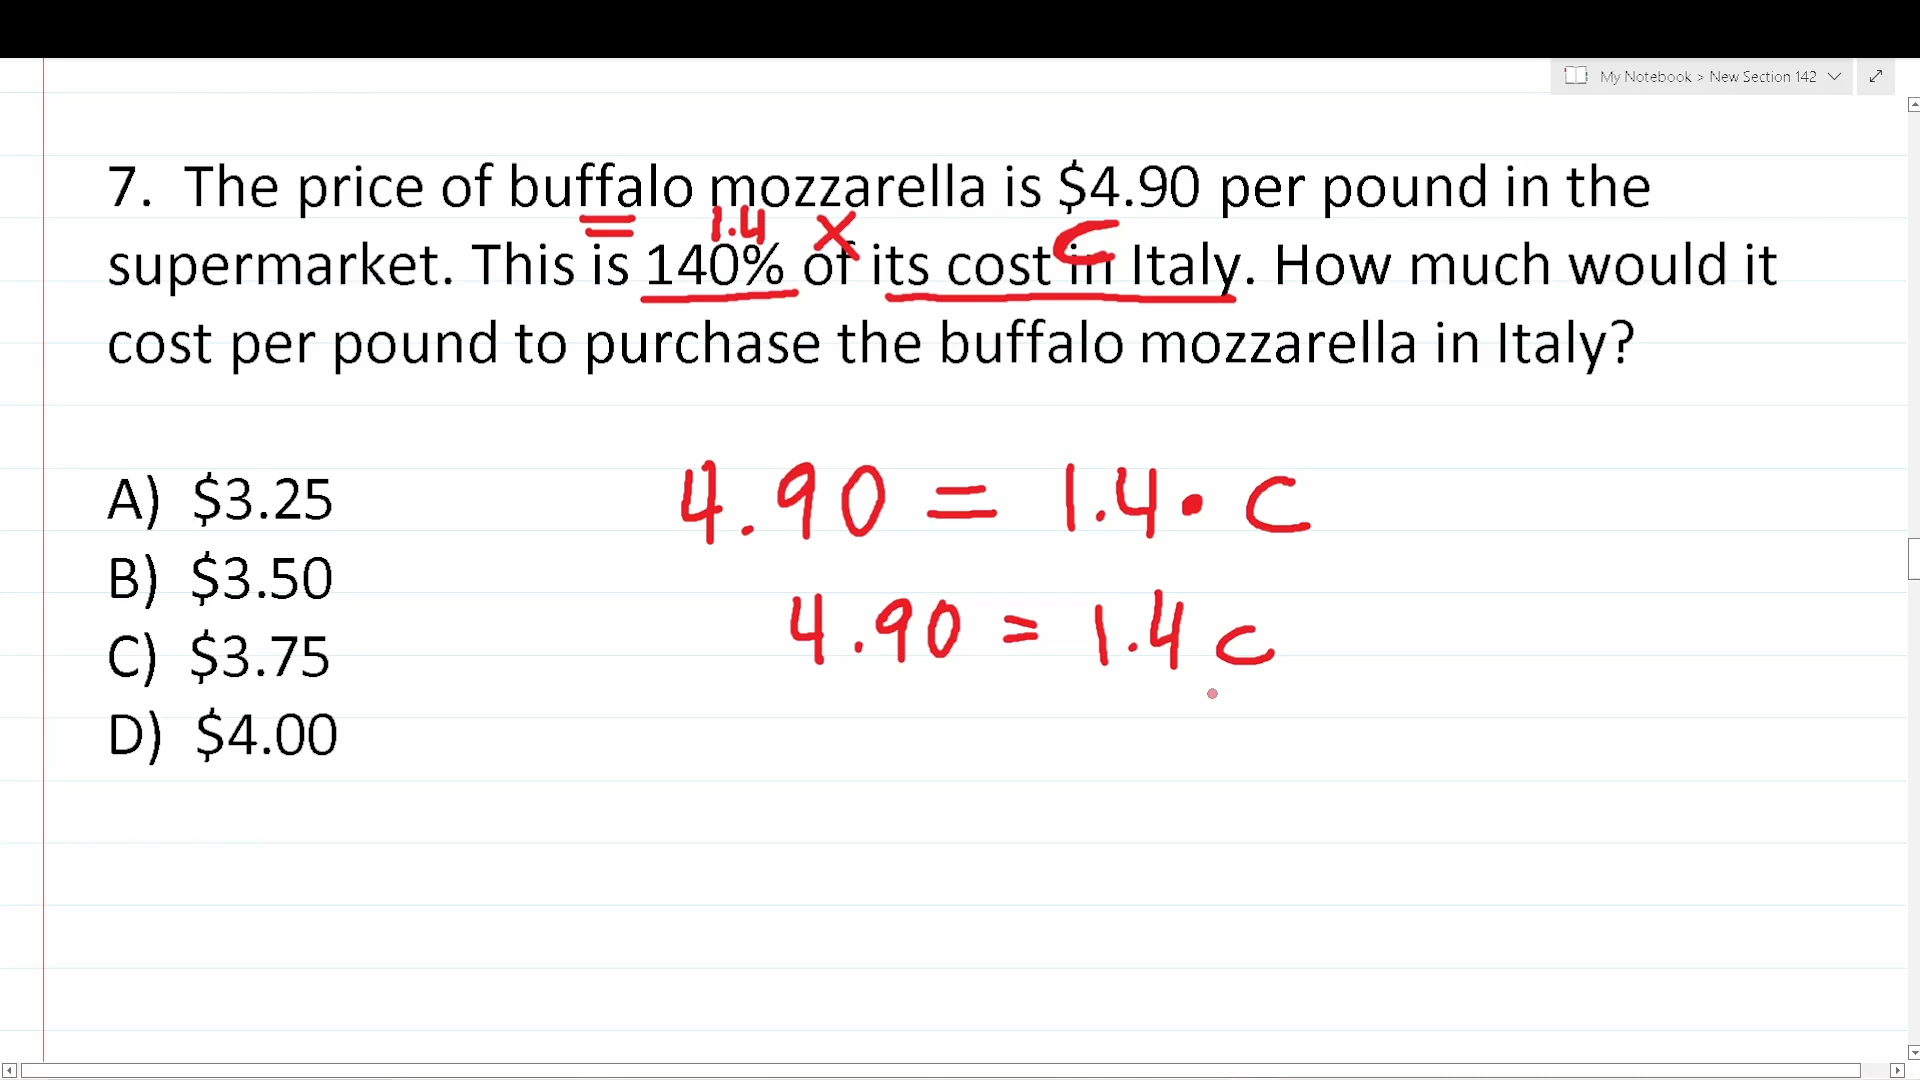 My Notebook > New Section 142
7. The price of buffalo mozzarella is $4.90 per pound in the
= 1.4 x C
supermarket. This is 140% of its cost in Italy. How much would it
cost per pound to purchase the buffalo mozzarella in Italy?
A) $3.25
4.90 = 1.4 • C
B) $3.50
4.90 = 1.4 C
C) $3.75
D) $4.00